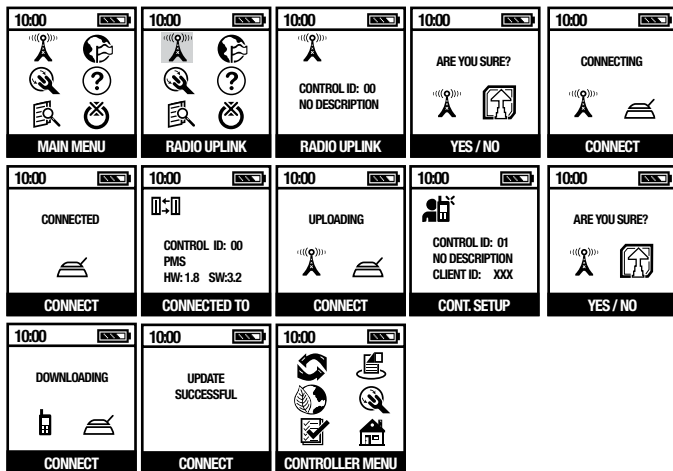 10:00
MAIN MENU
10:00
RADIO UPLINK
10:00
CONTROL ID: 00
NO DESCRIPTION
RADIO UPLINK
10:00
ARE YOU SURE?
YES / NO
10:00
CONNECTING
CONNECT
10:00
CONNECTED
CONNECT
10:00
CONTROL ID: 00
PMS
HW: 1.8 SW:3.2
CONNECTED TO
10:00
UPLOADING
CONNECT
10:00
CONTROL ID: 01
NO DESCRIPTION
CLIENT ID: XXX
CONT. SETUP
10:00
ARE YOU SURE?
YES / NO
10:00
DOWNLOADING
CONNECT
10:00
UPDATE
SUCCESSFUL
CONNECT
10:00
CONTROLLER MENU